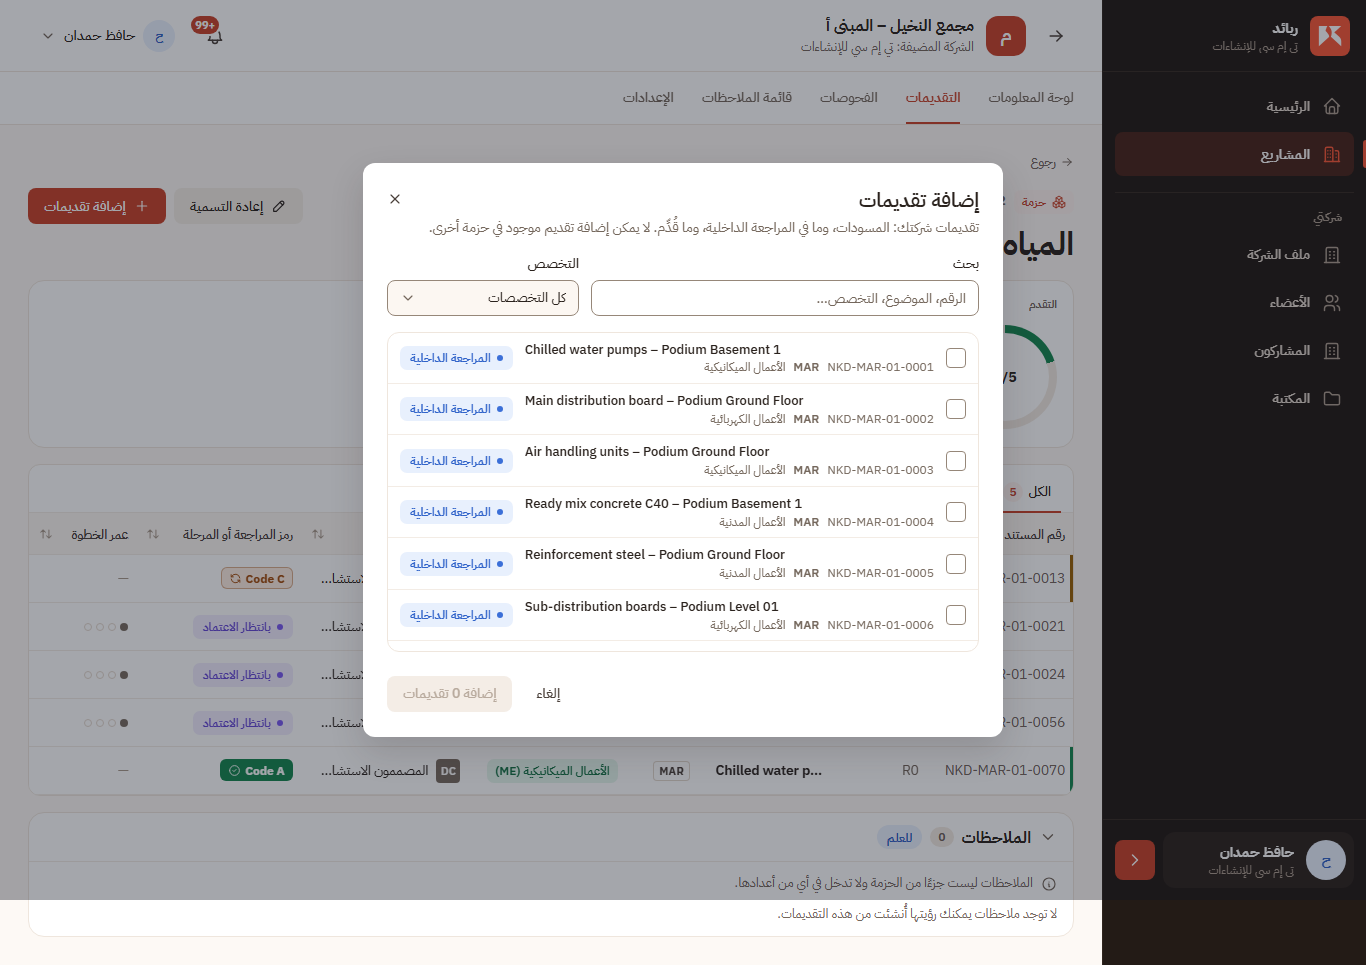 ربائد
تي إم سي للإنشاءات
الرئيسية
المشاريع
شركتي
ملف الشركة
الأعضاء
المشاركون
المكتبة
حافظ حمدان
تي إم سي للإنشاءات
ح
م
مجمع النخيل – المبنى أ
الشركة المضيفة: تي إم سي للإنشاءات
99+
ح
حافظ حمدان
لوحة المعلومات
التقديمات
الفحوصات
قائمة الملاحظات
الإعدادات
رجوع
حزمة
إعادة التسمية
إضافة تقديمات
المياه
التقدم
/5
إضافة تقديمات
تقديمات شركتك: المسودات، وما في المراجعة الداخلية، وما قُدِّم. لا يمكن إضافة تقديم موجود في حزمة أخرى.
بحث
التخصص
الرقم، الموضوع، التخصص...
كل التخصصات
Chilled water pumps – Podium Basement 1
NKD-MAR-01-0001 MAR الأعمال الميكانيكية
المراجعة الداخلية
Main distribution board – Podium Ground Floor
NKD-MAR-01-0002 MAR الأعمال الكهربائية
المراجعة الداخلية
Air handling units – Podium Ground Floor
NKD-MAR-01-0003 MAR الأعمال الميكانيكية
المراجعة الداخلية
Ready mix concrete C40 – Podium Basement 1
NKD-MAR-01-0004 MAR الأعمال المدنية
المراجعة الداخلية
Reinforcement steel – Podium Ground Floor
NKD-MAR-01-0005 MAR الأعمال المدنية
المراجعة الداخلية
Sub-distribution boards – Podium Level 01
NKD-MAR-01-0006 MAR الأعمال الكهربائية
المراجعة الداخلية
إلغاء
إضافة 0 تقديمات
الكل 5
رقم المستند
رمز المراجعة أو المرحلة
عمر الخطوة
-01-0013
Code C
—
-01-0021
بانتظار الاعتماد
-01-0024
بانتظار الاعتماد
-01-0056
بانتظار الاعتماد
NKD-MAR-01-0070
R0
Chilled water p...
MAR
الأعمال الميكانيكية (ME)
DC
المصممون الاستشا...
Code A
—
الملاحظات
0
للعلم
الملاحظات ليست جزءًا من الحزمة ولا تدخل في أي من أعدادها.
لا توجد ملاحظات يمكنك رؤيتها أُنشئت من هذه التقديمات.